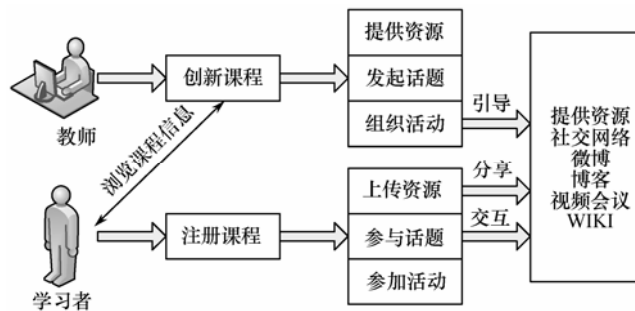 提供资源
创新课程
发起话题
组织活动
引导
教师
浏览课程信息
提供资源
社交网络
微博
博客
视频会议
WIKI
上传资源
分享
注册课程
参与话题
交互
参加活动
学习者